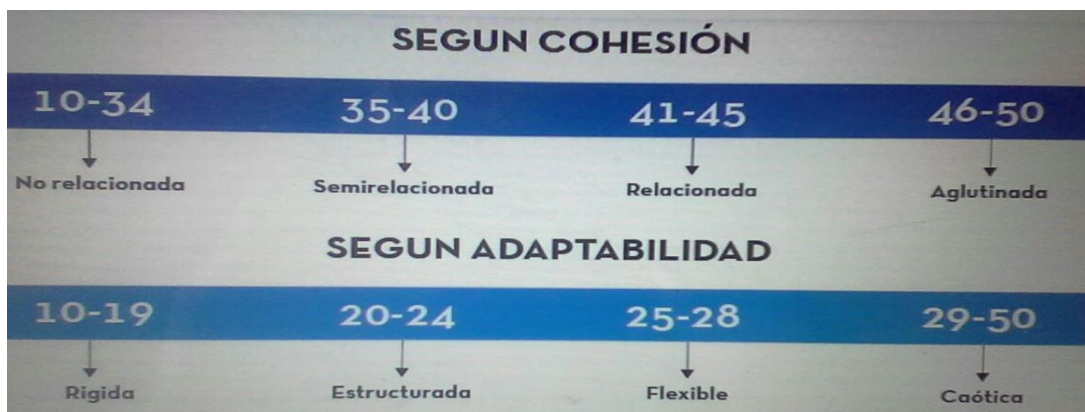 SEGUN COHESIÓN
10-34 35-40 41-45 46-50
No relacionada Semirelacionada Relacionada Aglutinada
SEGUN ADAPTABILIDAD
10-19 20-24 25-28 29-50
Rigida Estructurada Flexible Caótica